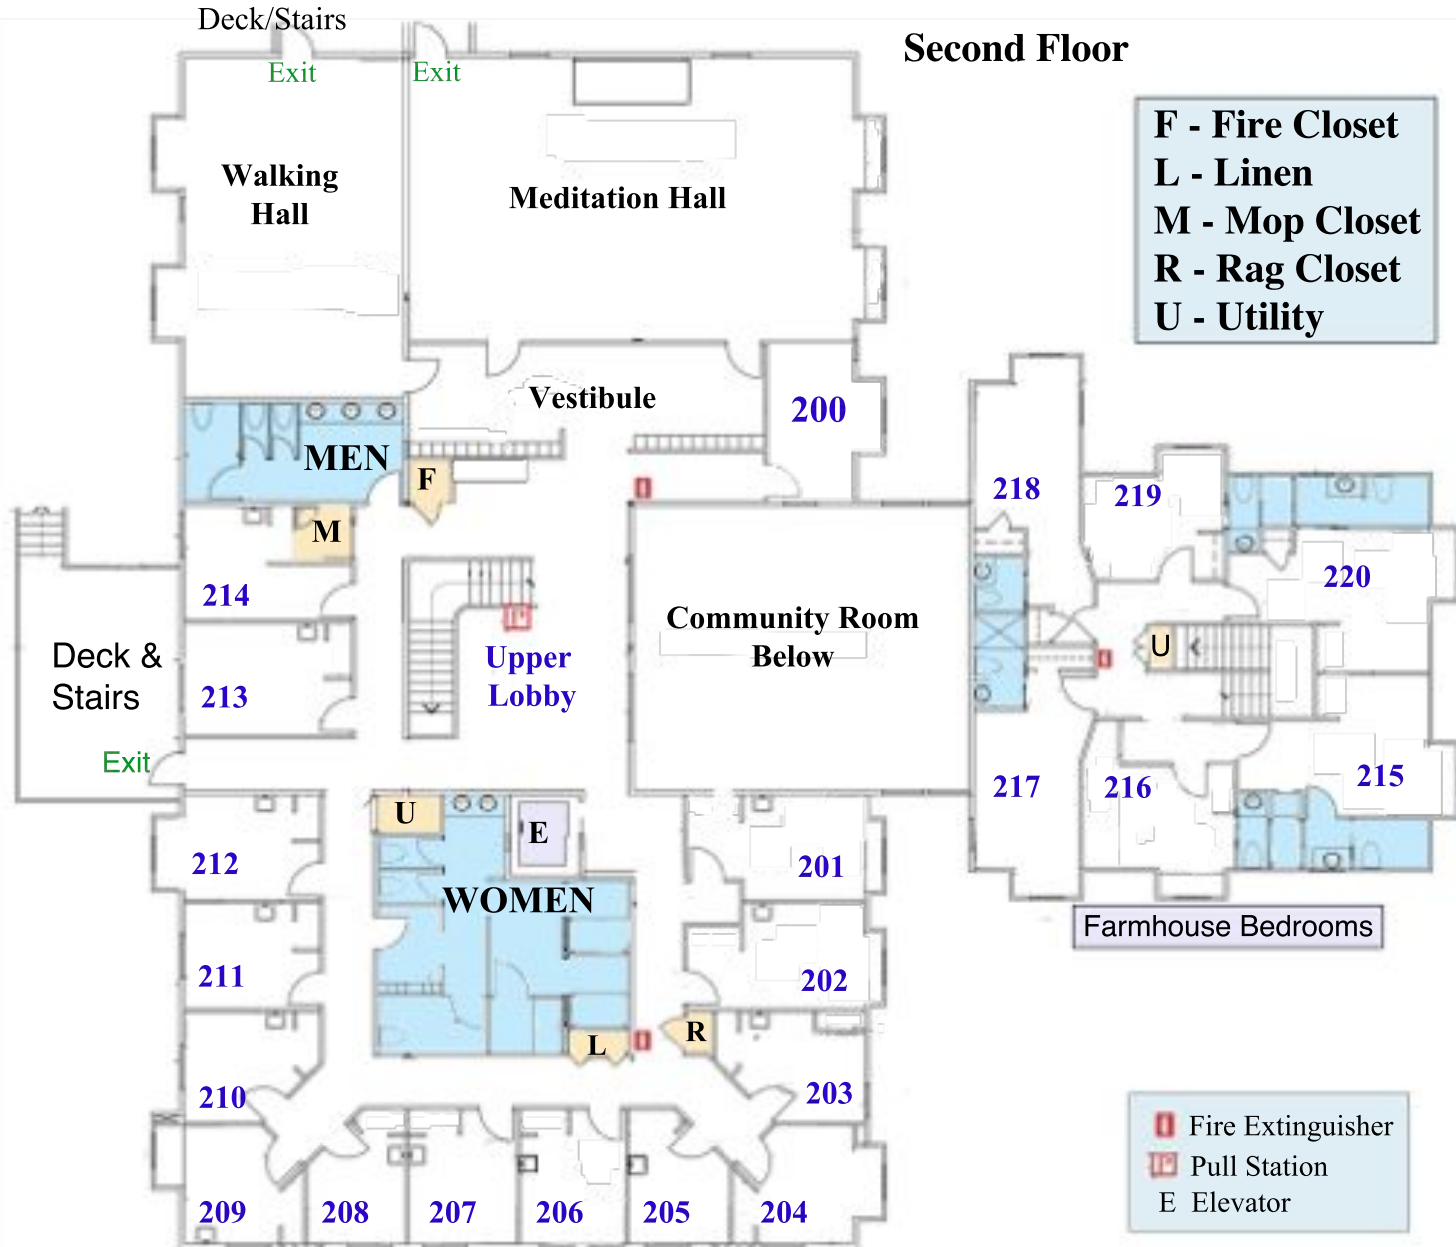 Deck/Stairs
Second Floor
Exit
Exit
F - Fire Closet
L - Linen
M - Mop Closet
R - Rag Closet
U - Utility
Walking
Hall
Meditation Hall
Vestibule
200
MEN
F
M
218
219
220
214
Community Room
Below
U
Deck &
Stairs
Upper
Lobby
213
Exit
217
216
215
U
E
212
201
WOMEN
Farmhouse Bedrooms
211
202
L
R
210
203
209
208
207
206
205
204
Fire Extinguisher
Pull Station
E Elevator